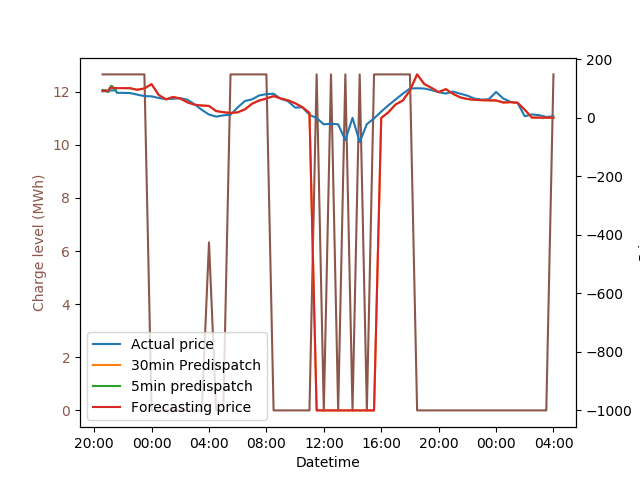 200
12
0
10
−200
8
−400
6
4
−600
2
−800
0
−1000
Charge level (MWh)
Actual price
30min Predispatch
5min predispatch
Forecasting price
20:00 00:00 04:00 08:00 12:00 16:00 20:00 00:00 04:00
Datetime